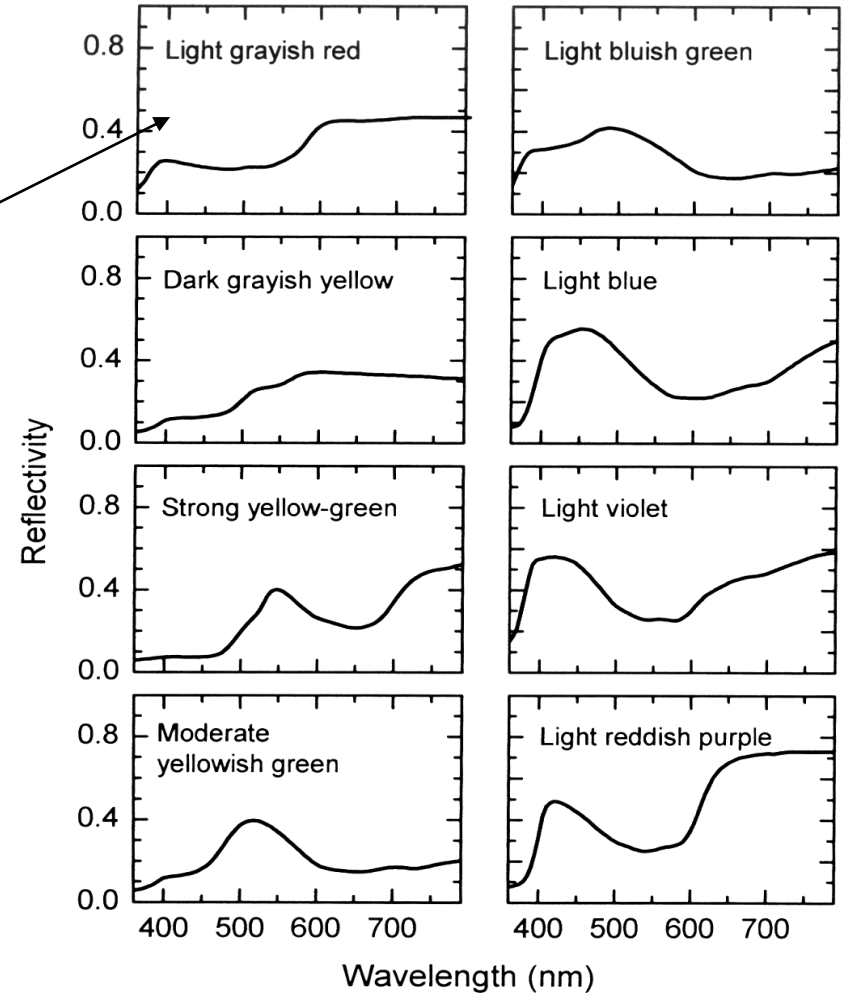 0.8
Light grayish red
0.4
0.0
Light bluish green
0.8
Dark grayish yellow
0.4
0.0
Light blue
Reflectivity
0.8
Strong yellow-green
0.4
0.0
Light violet
0.8
Moderate
yellowish green
0.4
0.0
Light reddish purple
400 500 600 700
400 500 600 700
Wavelength (nm)